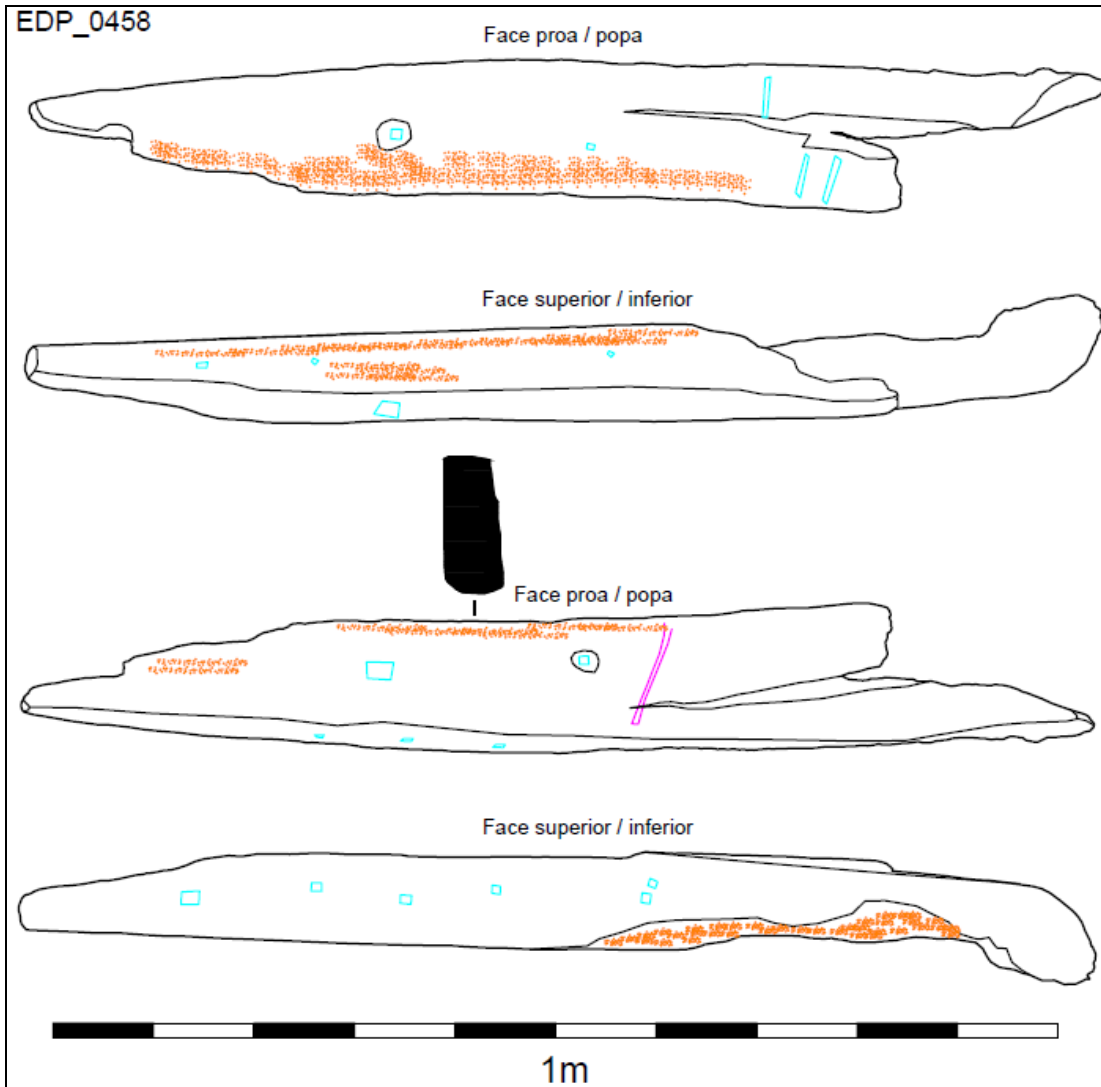 EDP_0458
Face proa / popa
Face superior / inferior
Face proa / popa
Face superior / inferior
1m